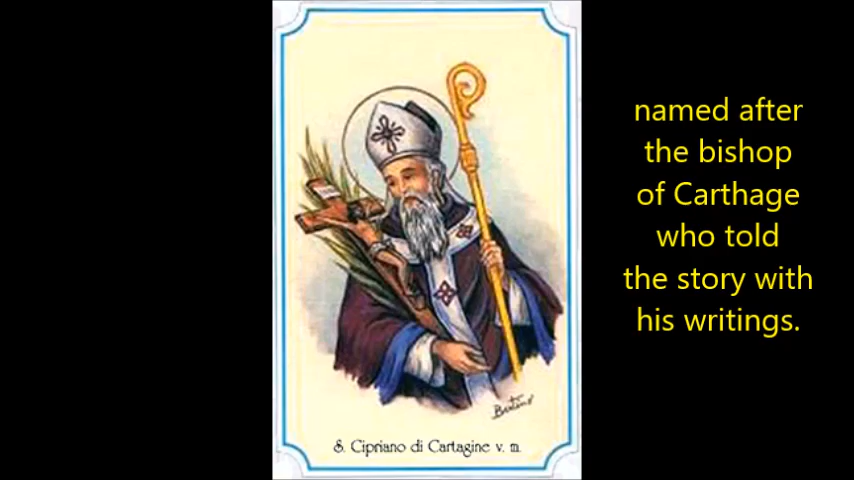 named after
the bishop
of Carthage
who told
the story with
his writings.
S. Cipriano di Cartagine v. m.